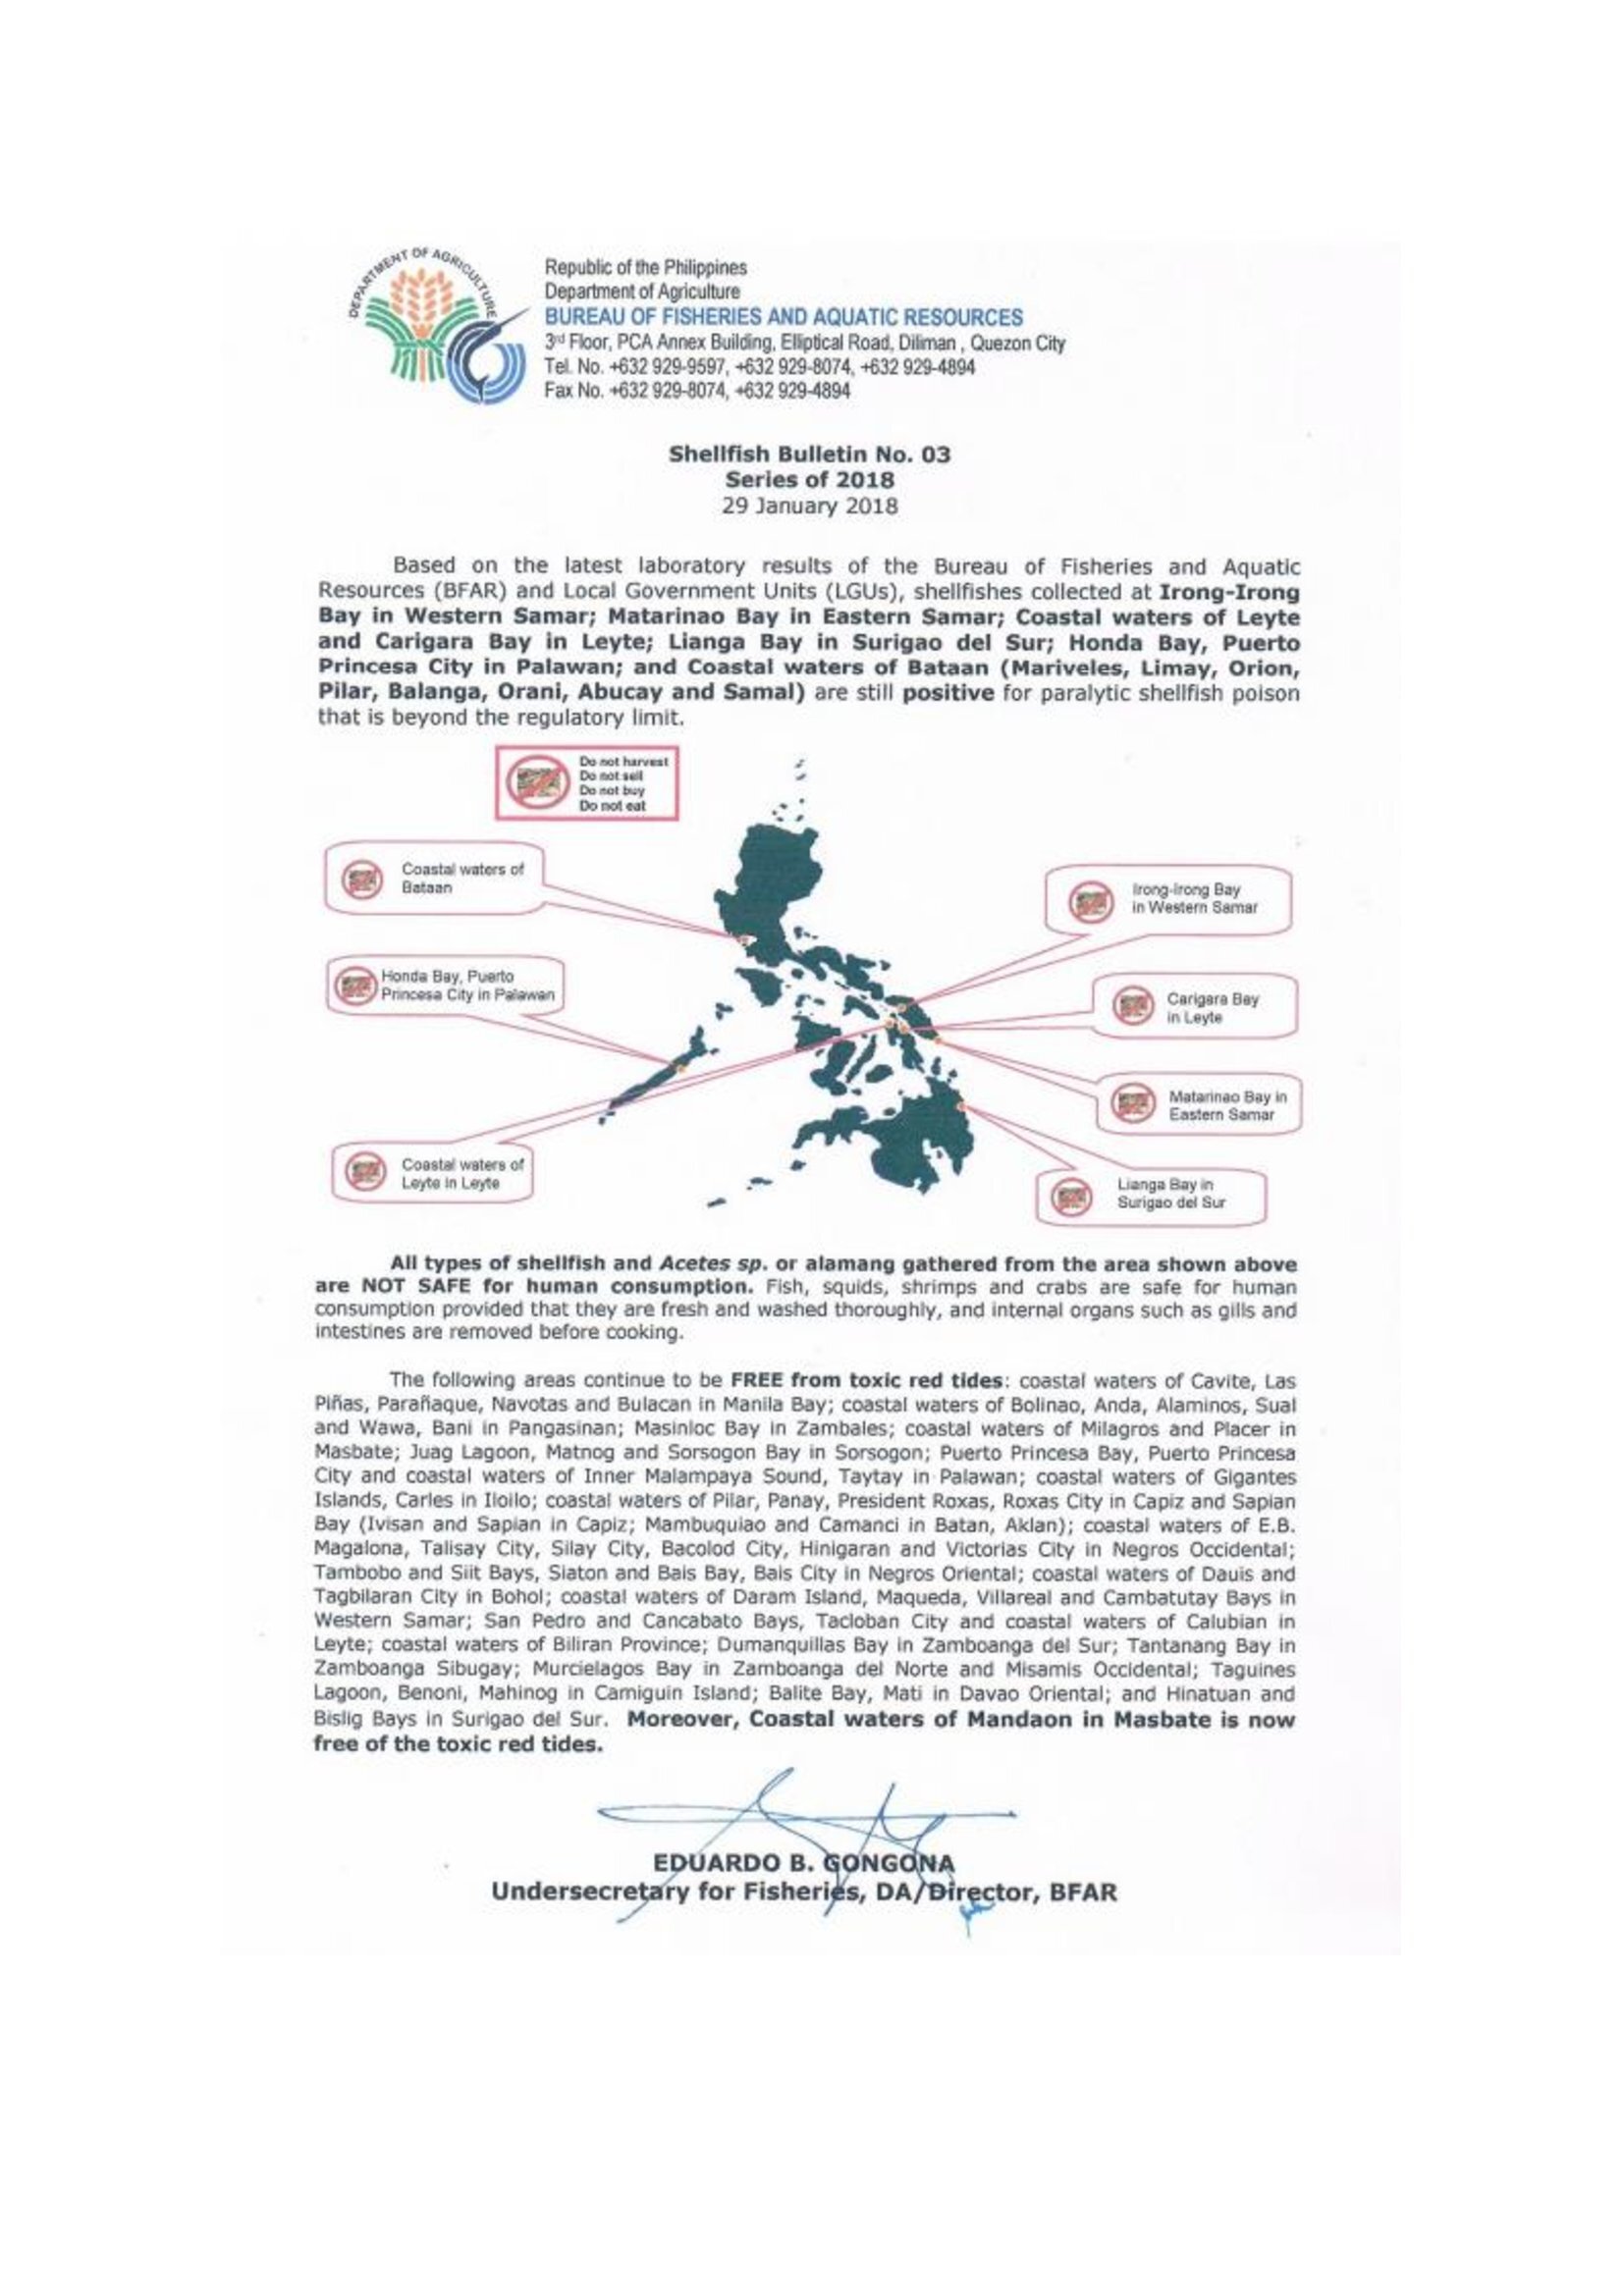 DEPARTMENT OF AGRICULTURE
Republic of the Philippines
Department of Agriculture
BUREAU OF FISHERIES AND AQUATIC RESOURCES
3rd Floor, PCA Annex Building, Elliptical Road, Diliman , Quezon City
Tel. No. +632 929-9597, +632 929-8074, +632 929-4894
Fax No. +632 929-8074, +632 929-4894
Shellfish Bulletin No. 03
Series of 2018
29 January 2018
Based on the latest laboratory results of the Bureau of Fisheries and Aquatic
Resources (BFAR) and Local Government Units (LGUs), shellfishes collected at Irong-Irong
Bay in Western Samar; Matarinao Bay in Eastern Samar; Coastal waters of Leyte
and Carigara Bay in Leyte; Lianga Bay in Surigao del Sur; Honda Bay, Puerto
Princesa City in Palawan; and Coastal waters of Bataan (Mariveles, Limay, Orion,
Pilar, Balanga, Orani, Abucay and Samal) are still positive for paralytic shellfish poison
that is beyond the regulatory limit.
Do not harvest
Do not sell
Do not buy
Do not eat
Coastal waters of
Bataan
Irong-Irong Bay
in Western Samar
Honda Bay, Puerto
Princesa City in Palawan
Carigara Bay
in Leyte
Matarinao Bay in
Eastern Samar
Coastal waters of
Leyte in Leyte
Lianga Bay in
Surigao del Sur
All types of shellfish and Acetes sp. or alamang gathered from the area shown above
are NOT SAFE for human consumption. Fish, squids, shrimps and crabs are safe for human
consumption provided that they are fresh and washed thoroughly, and internal organs such as gills and
intestines are removed before cooking.
The following areas continue to be FREE from toxic red tides: coastal waters of Cavite, Las
Piñas, Parañaque, Navotas and Bulacan in Manila Bay; coastal waters of Bolinao, Anda, Alaminos, Sual
and Wawa, Bani in Pangasinan; Masinloc Bay in Zambales; coastal waters of Milagros and Placer in
Masbate; Juag Lagoon, Matnog and Sorsogon Bay in Sorsogon; Puerto Princesa Bay, Puerto Princesa
City and coastal waters of Inner Malampaya Sound, Taytay in Palawan; coastal waters of Gigantes
Islands, Carles in Iloilo; coastal waters of Pilar, Panay, President Roxas, Roxas City in Capiz and Sapian
Bay (Ivisan and Sapian in Capiz; Mambuquiao and Camanci in Batan, Aklan); coastal waters of E.B.
Magalona, Talisay City, Silay City, Bacolod City, Hinigaran and Victorias City in Negros Occidental;
Tambobo and Siit Bays, Siaton and Bais Bay, Bais City in Negros Oriental; coastal waters of Dauis and
Tagbilaran City in Bohol; coastal waters of Daram Island, Maqueda, Villareal and Cambatutay Bays in
Western Samar; San Pedro and Cancabato Bays, Tacloban City and coastal waters of Calubian in
Leyte; coastal waters of Biliran Province; Dumanquillas Bay in Zamboanga del Sur; Tantanang Bay in
Zamboanga Sibugay; Murcielagos Bay in Zamboanga del Norte and Misamis Occidental; Taguines
Lagoon, Benoni, Mahinog in Camiguin Island; Balite Bay, Mati in Davao Oriental; and Hinatuan and
Bislig Bays in Surigao del Sur. Moreover, Coastal waters of Mandaon in Masbate is now
free of the toxic red tides.
EDUARDO B. GONGONA
Undersecretary for Fisheries, DA/Director, BFAR